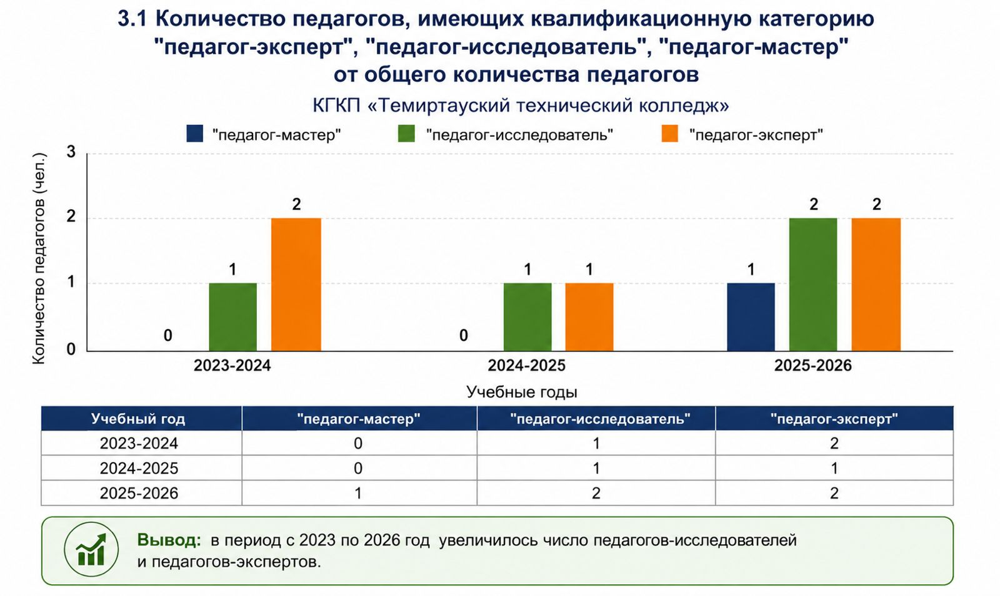 3.1 Количество педагогов, имеющих квалификационную категорию
"педагог-эксперт", "педагог-исследователь", "педагог-мастер"
от общего количества педагогов
КГКП «Темиртауский технический колледж»
"педагог-мастер" "педагог-исследователь" "педагог-эксперт"
Количество педагогов (чел.)
3
2
1
0
0 1 2
0 1 1
1 2 2
2023-2024 2024-2025 2025-2026
Учебные годы
Учебный год "педагог-мастер" "педагог-исследователь" "педагог-эксперт"
2023-2024 0 1 2
2024-2025 0 1 1
2025-2026 1 2 2
Вывод: в период с 2023 по 2026 год увеличилось число педагогов-исследователей
и педагогов-экспертов.